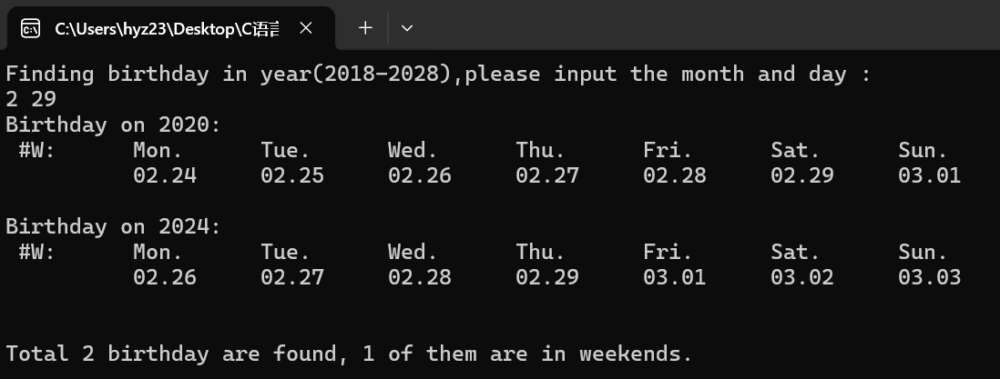 C:\Users\hyz23\Desktop\C语言
Finding birthday in year(2018-2028),please input the month and day :
2 29
Birthday on 2020:
#W: Mon. Tue. Wed. Thu. Fri. Sat. Sun.
02.24 02.25 02.26 02.27 02.28 02.29 03.01
Birthday on 2024:
#W: Mon. Tue. Wed. Thu. Fri. Sat. Sun.
02.26 02.27 02.28 02.29 03.01 03.02 03.03
Total 2 birthday are found, 1 of them are in weekends.